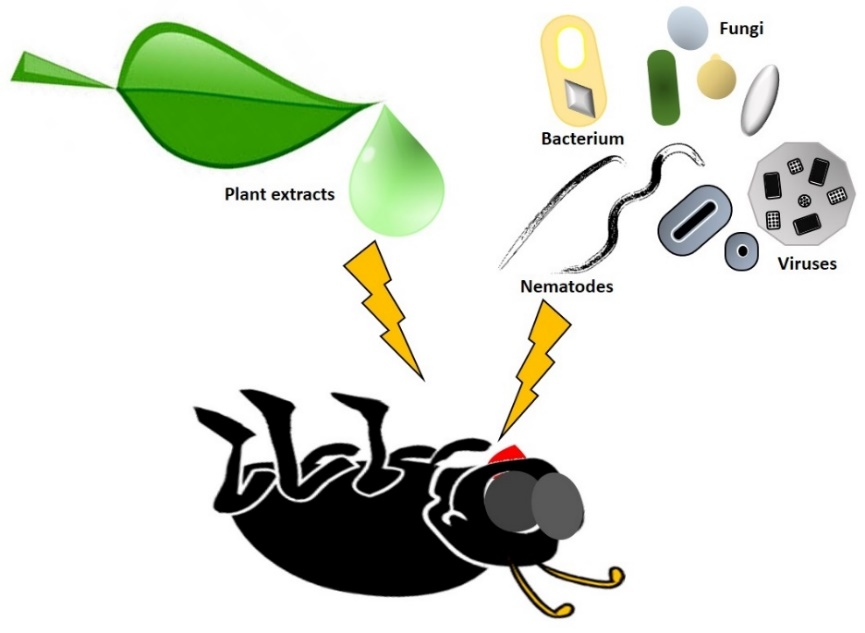 Fungi
Bacterium
Plant extracts
Viruses
Nematodes